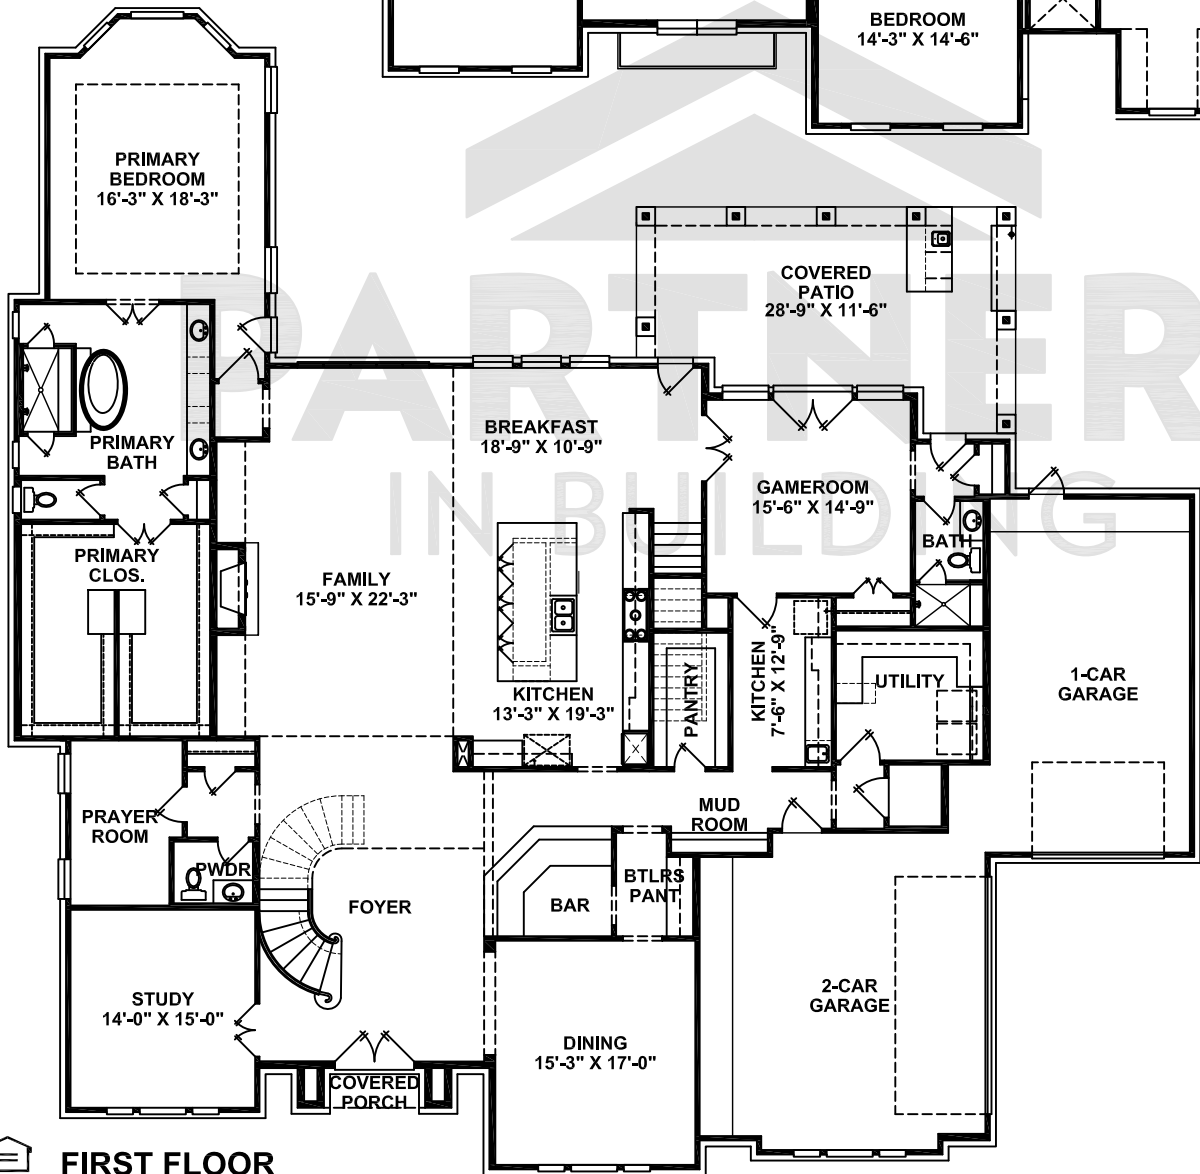 BEDROOM
14'-3" X 14'-6"
PRIMARY
BEDROOM
16'-3" X 18'-3"
COVERED
PATIO
28'-9" X 11'-6"
PARTNER
IN BUILDING
PRIMARY
BATH
BREAKFAST
18'-9" X 10'-9"
GAMEROOM
15'-6" X 14'-9"
BATH
PRIMARY
CLOS.
FAMILY
15'-9" X 22'-3"
KITCHEN
13'-3" X 19'-3"
PANTRY
KITCHEN
7'-6" X 12'-9"
UTILITY
1-CAR
GARAGE
PRAYER
ROOM
MUD
ROOM
PWDR
FOYER
BAR
BTLRS
PANT
STUDY
14'-0" X 15'-0"
2-CAR
GARAGE
DINING
15'-3" X 17'-0"
COVERED
PORCH
FIRST FLOOR